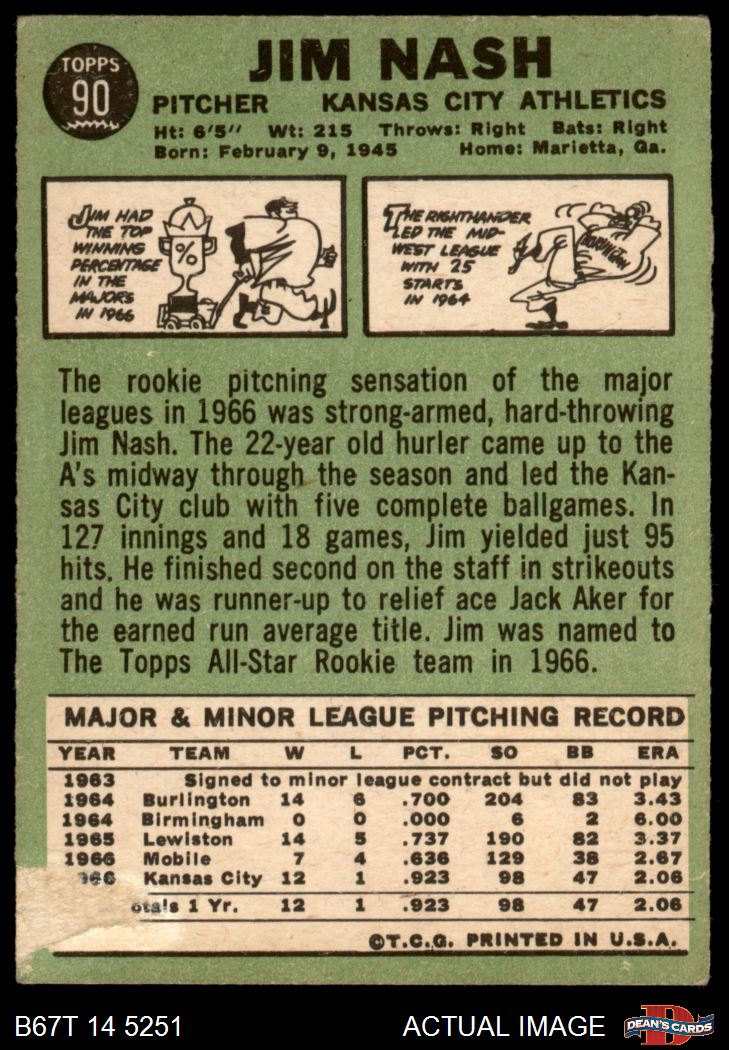 TOPPS
90
JIM NASH
PITCHER KANSAS CITY ATHLETICS
Ht: 6'5" Wt: 215 Throws: Right Bats: Right
Born: February 9, 1945 Home: Marietta, Ga.
JIM HAD
THE TOP
WINNING
PERCENTAGE
IN THE
MAJORS
IN 1966
%
THE RIGHTHANDER
LED THE MID-
WEST LEAGUE
WITH 25
STARTS
IN 1964
BURLINGTON
The rookie pitcning sensation of the major
leagues in 1966 was strong-armed, hard-throwing
Jim Nash. The 22-year old hurler came up to the
A's midway through the season and led the Kan-
sas City club with five complete ballgames. In
127 innings and 18 games, Jim yielded just 95
hits. He finished second on the staff in strikeouts
and he was runner-up to relief ace Jack Aker for
the earned run average title. Jim was named to
The Topps All-Star Rookie team in 1966.
MAJOR & MINOR LEAGUE PITCHING RECORD
YEAR TEAM W L PCT. SO BB ERA
1963 Signed to minor league contract but did not play
1964 Burlington 14 6 .700 204 83 3.43
1964 Birmingham 0 0 .000 6 2 6.00
1965 Lewiston 14 5 .737 190 82 3.37
1966 Mobile 7 4 .636 129 38 2.67
966 Kansas City 12 1 .923 98 47 2.06
otals 1 Yr. 12 1 .923 98 47 2.06
©T.C.G. PRINTED IN U.S.A.
B67T 14 5251 ACTUAL IMAGE DEAN'S CARDS